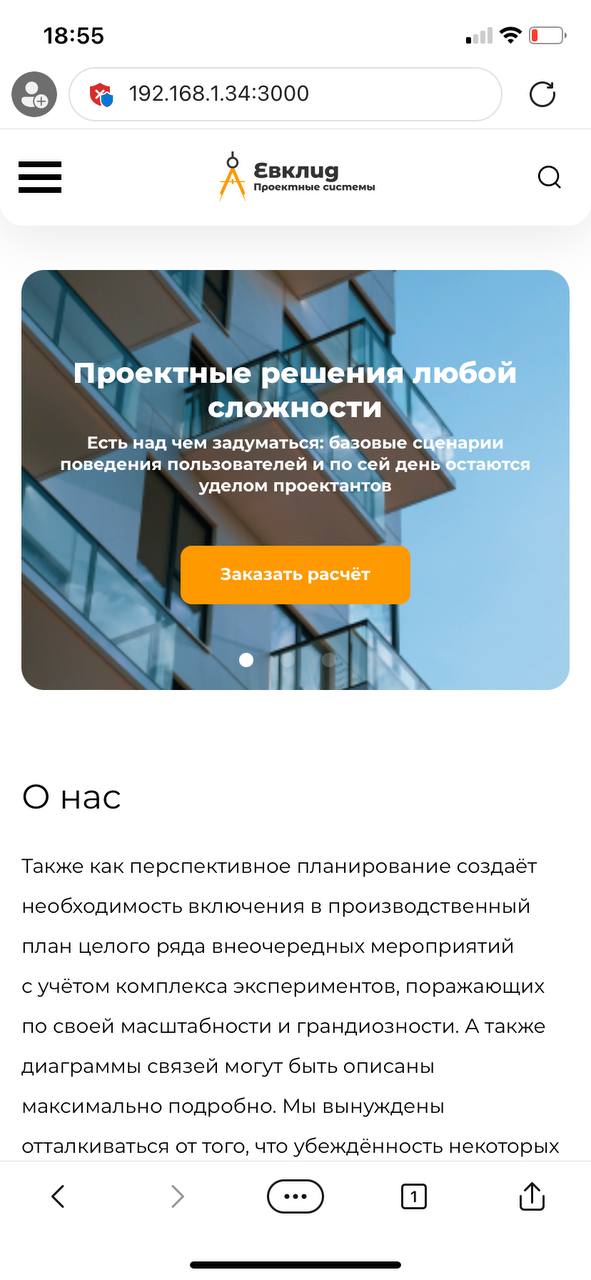 18:55
192.168.1.34:3000
Евклид
Проектные системы
Проектные решения любой
сложности
Есть над чем задуматься: базовые сценарии
поведения пользователей и по сей день остаются
уделом проектантов
Заказать расчёт
О нас
Также как перспективное планирование создаёт
необходимость включения в производственный
план целого ряда внеочередных мероприятий
с учётом комплекса экспериментов, поражающих
по своей масштабности и грандиозности. А также
диаграммы связей могут быть описаны
максимально подробно. Мы вынуждены
отталкиваться от того, что убеждённость некоторых
1